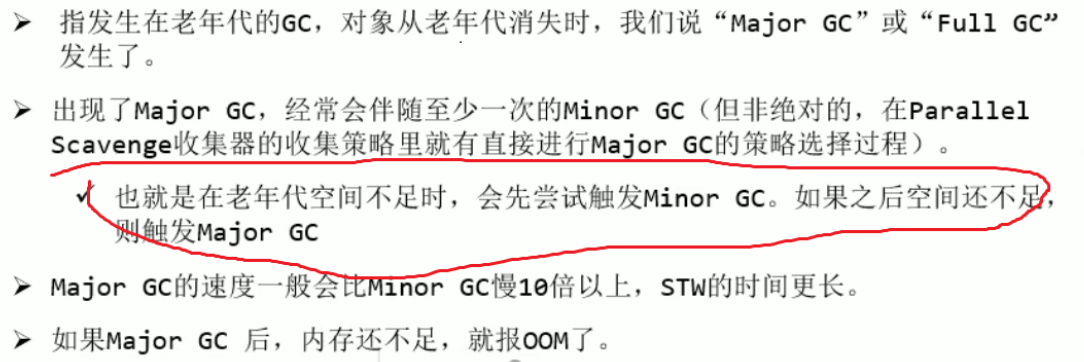 ➤ 指发生在老年代的GC，对象从老年代消失时，我们说“Major GC”或“Full GC”
发生了。
➤ 出现了Major GC，经常会伴随至少一次的Minor GC（但非绝对的，在Parallel
Scavenge收集器的收集策略里就有直接进行Major GC的策略选择过程）。
✓ 也就是在老年代空间不足时，会先尝试触发Minor GC。如果之后空间还不足，
则触发Major GC
➤ Major GC的速度一般会比Minor GC慢10倍以上，STW的时间更长。
➤ 如果Major GC 后，内存还不足，就报OOM了。